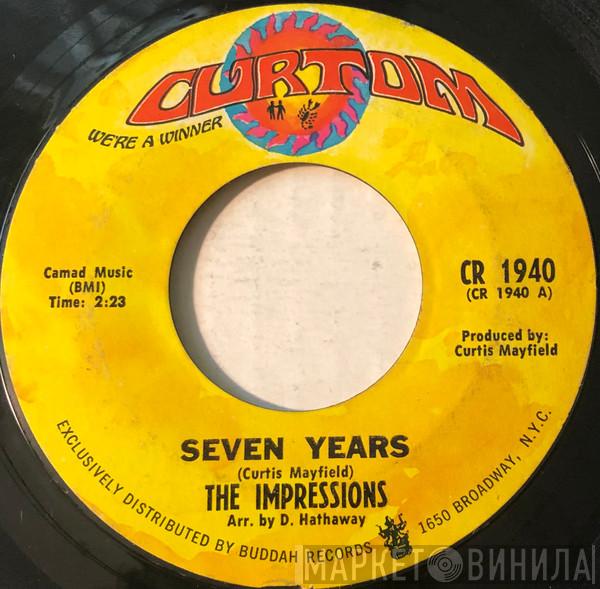 CURTOM
WE'RE A WINNER
Camad Music
(BMI)
Time: 2:23
CR 1940
(CR 1940 A)
Produced by:
Curtis Mayfield
SEVEN YEARS
(Curtis Mayfield)
THE IMPRESSIONS
Arr. by D. Hathaway
EXCLUSIVELY DISTRIBUTED BY BUDDAH RECORDS 1650 BROADWAY, N.Y.C.
МАРКЕТ ВИНИЛА